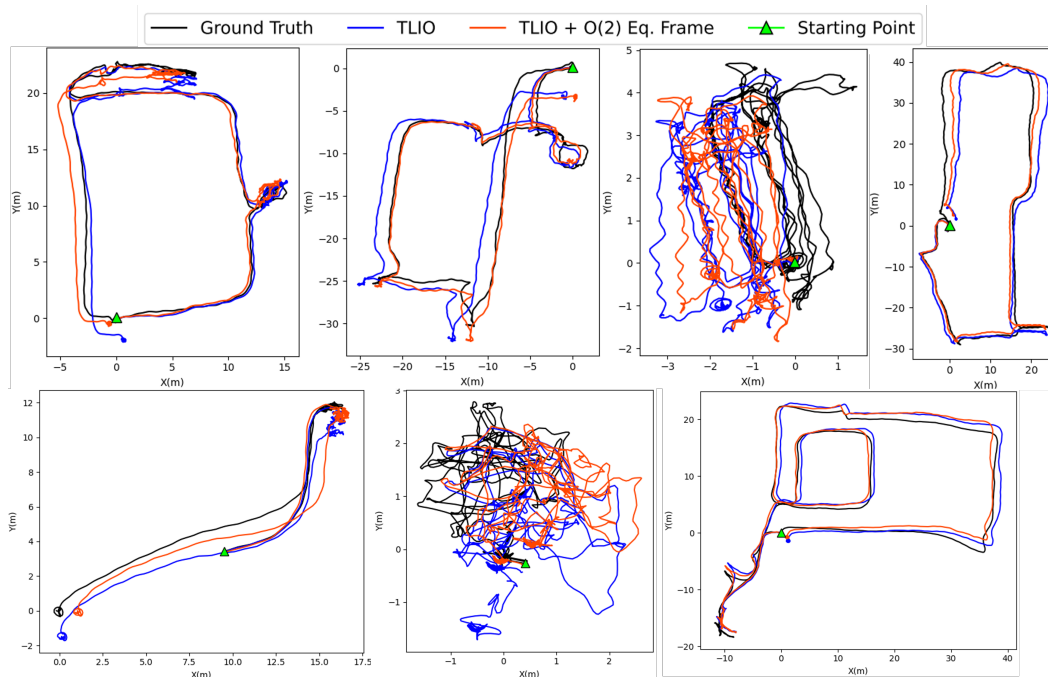 Ground Truth TLIO TLIO + O(2) Eq. Frame Starting Point
Y(m)
20
15
10
5
0
−5 0 5 10 15
X(m)
Y(m)
0
−5
−10
−15
−20
−25
−30
−25 −20 −15 −10 −5 0
X(m)
Y(m)
5
4
3
2
1
0
−1
−2
−3 −2 −1 0 1
X(m)
Y(m)
40
30
20
10
0
−10
−20
−30
0 10 20
X(m)
Y(m)
12
10
8
6
4
2
0
−2
0.0 2.5 5.0 7.5 10.0 12.5 15.0 17.5
X(m)
Y(m)
3
2
1
0
−1
−1 0 1 2
X(m)
Y(m)
20
10
0
−10
−20
−10 0 10 20 30 40
X(m)